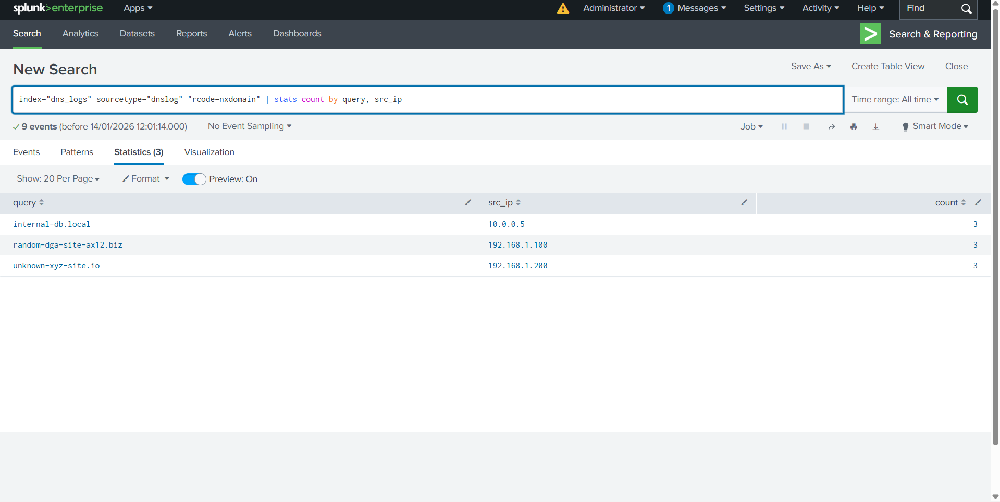 splunk>enterprise Apps Administrator 1 Messages Settings Activity Help Find
Search Analytics Datasets Reports Alerts Dashboards > Search & Reporting
New Search Save As Create Table View Close
index="dns_logs" sourcetype="dnslog" "rcode=nxdomain" | stats count by query, src_ip Time range: All time
✓ 9 events (before 14/01/2026 12:01:14.000) No Event Sampling Job Smart Mode
Events Patterns Statistics (3) Visualization
Show: 20 Per Page Format Preview: On
query src_ip count
internal-db.local 10.0.0.5 3
random-dga-site-ax12.biz 192.168.1.100 3
unknown-xyz-site.io 192.168.1.200 3